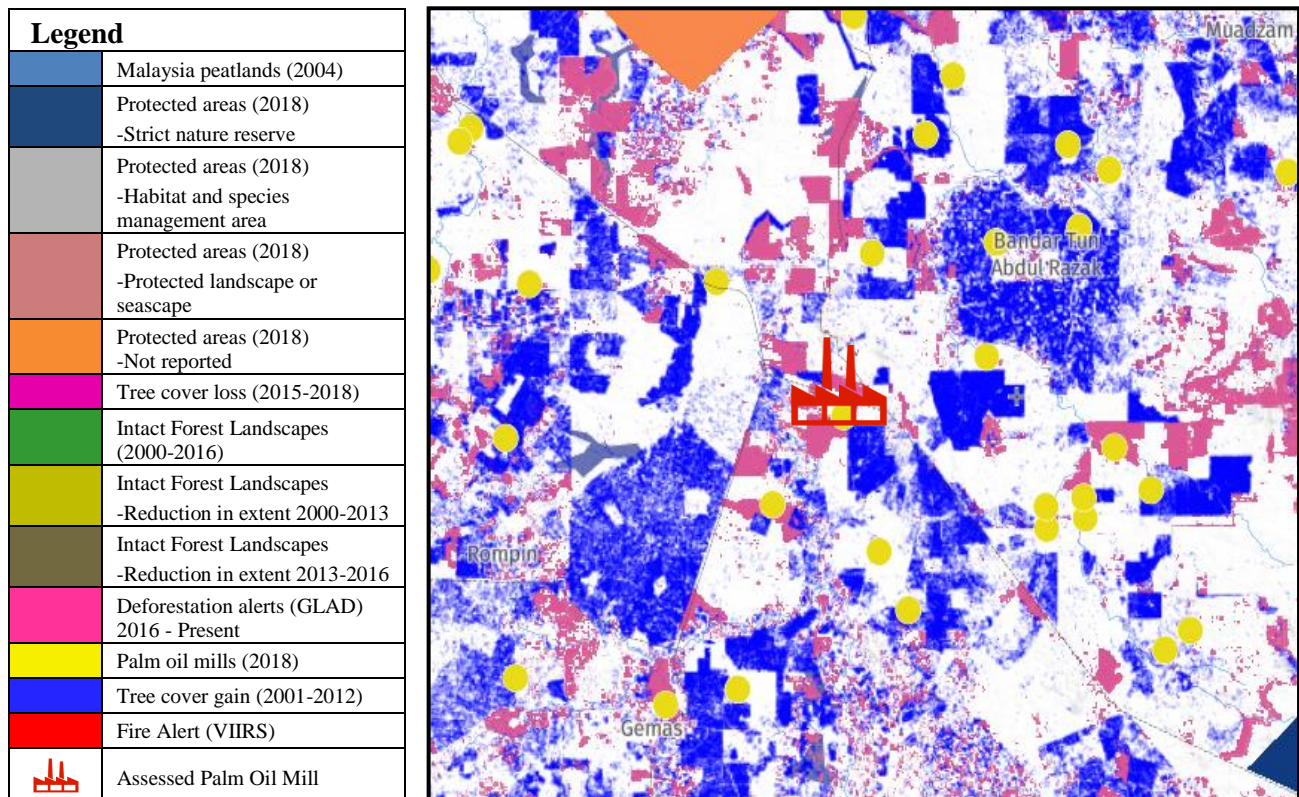 Legend
Malaysia peatlands (2004)
Protected areas (2018)
-Strict nature reserve
Protected areas (2018)
-Habitat and species
management area
Protected areas (2018)
-Protected landscape or
seascape
Protected areas (2018)
-Not reported
Tree cover loss (2015-2018)
Intact Forest Landscapes
(2000-2016)
Intact Forest Landscapes
-Reduction in extent 2000-2013
Intact Forest Landscapes
-Reduction in extent 2013-2016
Deforestation alerts (GLAD)
2016 - Present
Palm oil mills (2018)
Tree cover gain (2001-2012)
Fire Alert (VIIRS)
Assessed Palm Oil Mill
Muadzam
Bandar Tun
Abdul Razak
Rompin
Gemas